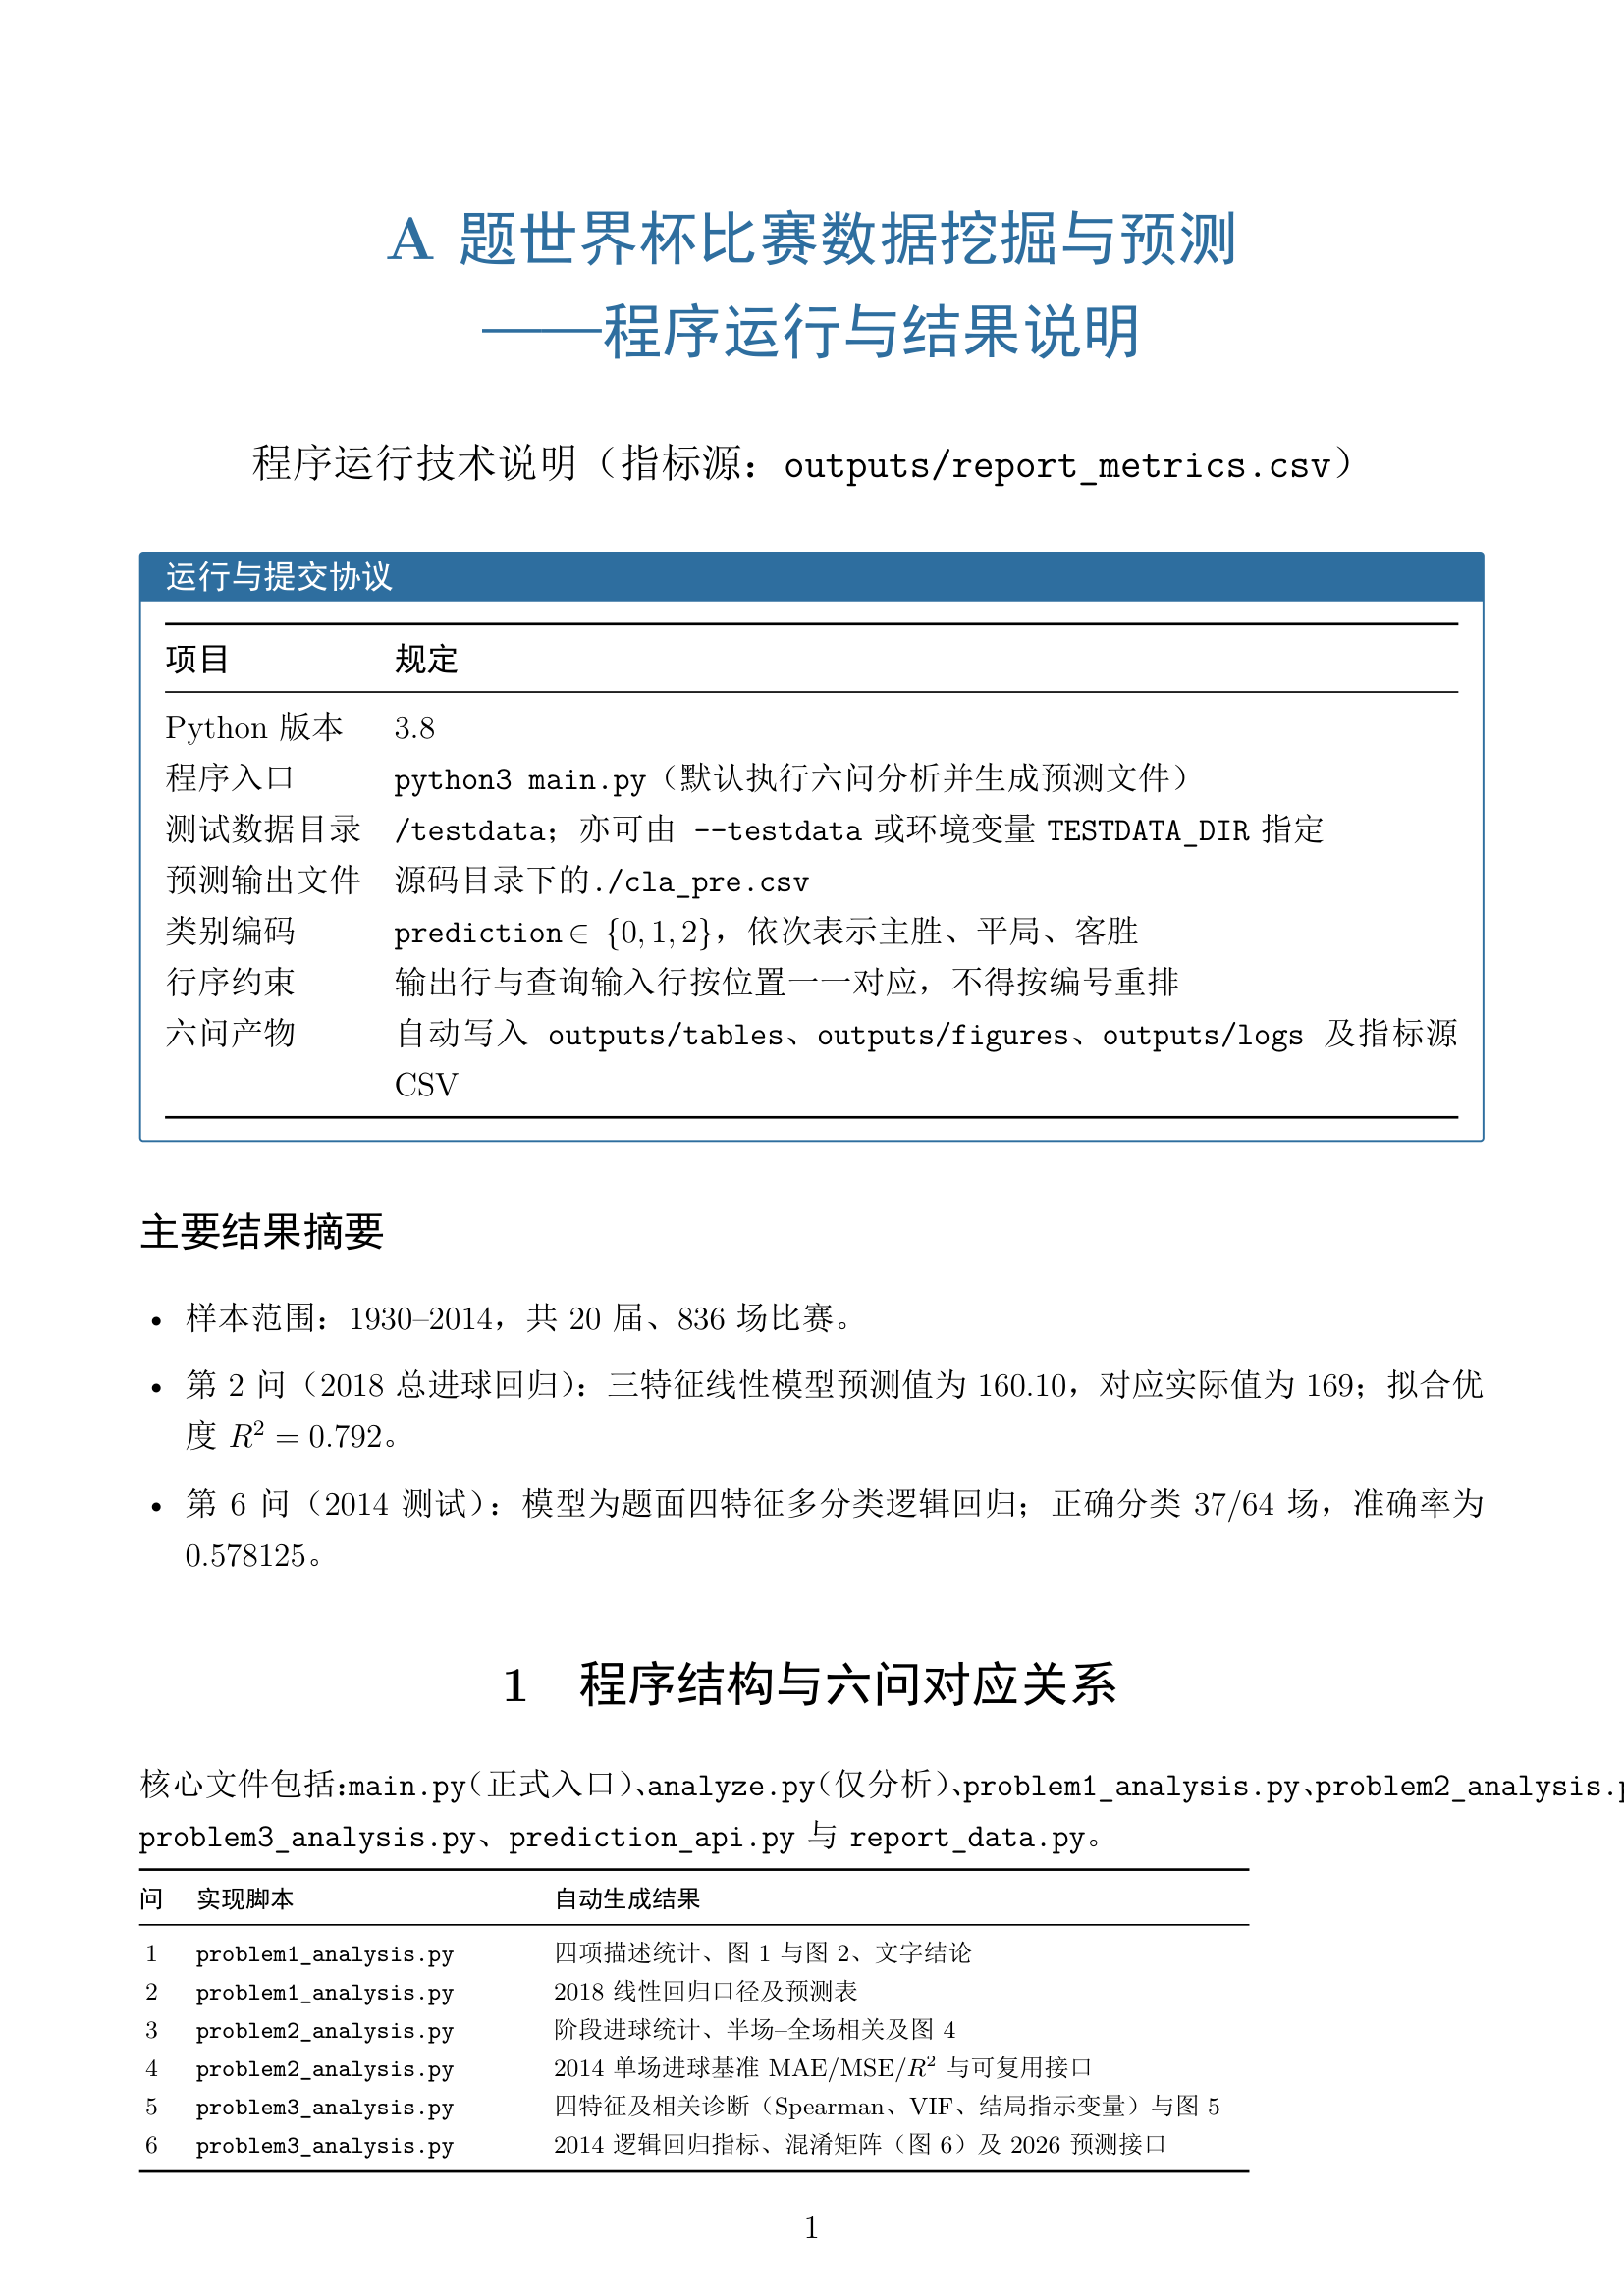 A 题世界杯比赛数据挖掘与预测
——程序运行与结果说明
程序运行技术说明（指标源：outputs/report_metrics.csv）
运行与提交协议
项目 规定
Python 版本 3.8
程序入口 python3 main.py（默认执行六问分析并生成预测文件）
测试数据目录 /testdata；亦可由 --testdata 或环境变量 TESTDATA_DIR 指定
预测输出文件 源码目录下的./cla_pre.csv
类别编码 prediction∈ {0, 1, 2}，依次表示主胜、平局、客胜
行序约束 输出行与查询输入行按位置一一对应，不得按编号重排
六问产物 自动写入 outputs/tables、outputs/figures、outputs/logs 及指标源
CSV
主要结果摘要
• 样本范围：1930–2014，共 20 届、836 场比赛。
• 第 2 问（2018 总进球回归）：三特征线性模型预测值为 160.10，对应实际值为 169；拟合优
度 R² = 0.792。
• 第 6 问（2014 测试）：模型为题面四特征多分类逻辑回归；正确分类 37/64 场，准确率为
0.578125。
1 程序结构与六问对应关系
核心文件包括：main.py（正式入口）、analyze.py（仅分析）、problem1_analysis.py、problem2_analysis.
problem3_analysis.py、prediction_api.py 与 report_data.py。
问 实现脚本 自动生成结果
1 problem1_analysis.py 四项描述统计、图 1 与图 2、文字结论
2 problem1_analysis.py 2018 线性回归口径及预测表
3 problem2_analysis.py 阶段进球统计、半场–全场相关及图 4
4 problem2_analysis.py 2014 单场进球基准 MAE/MSE/R² 与可复用接口
5 problem3_analysis.py 四特征及相关诊断（Spearman、VIF、结局指示变量）与图 5
6 problem3_analysis.py 2014 逻辑回归指标、混淆矩阵（图 6）及 2026 预测接口
1